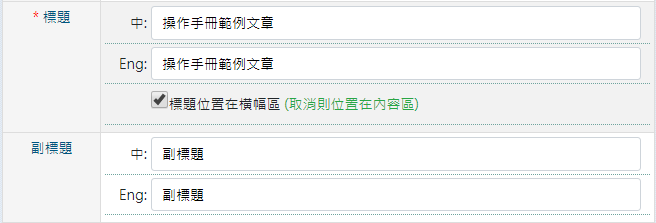 * 標題
中: 操作手冊範例文章
Eng: 操作手冊範例文章
標題位置在橫幅區 (取消則位置在內容區)
副標題
中: 副標題
Eng: 副標題